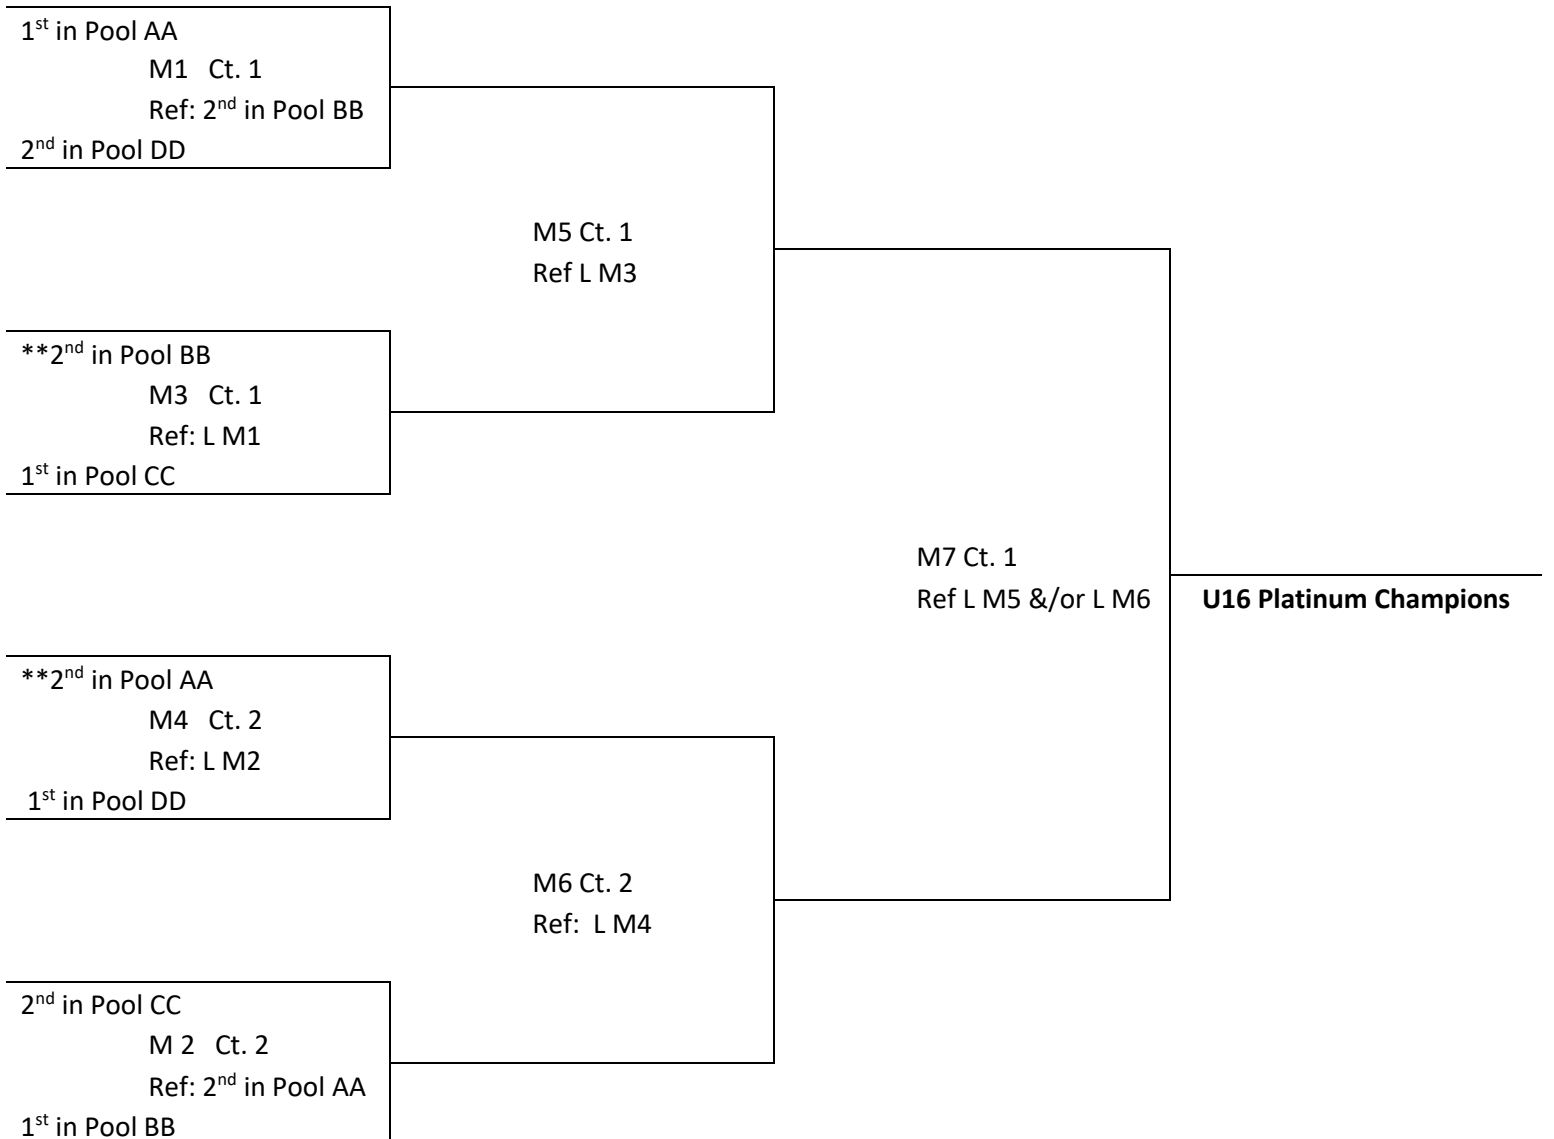 1st in Pool AA
M1 Ct. 1
Ref: 2nd in Pool BB
2nd in Pool DD
M5 Ct. 1
Ref L M3
**2nd in Pool BB
M3 Ct. 1
Ref: L M1
1st in Pool CC
M7 Ct. 1
Ref L M5 &/or L M6
U16 Platinum Champions
**2nd in Pool AA
M4 Ct. 2
Ref: L M2
1st in Pool DD
M6 Ct. 2
Ref: L M4
2nd in Pool CC
M 2 Ct. 2
Ref: 2nd in Pool AA
1st in Pool BB